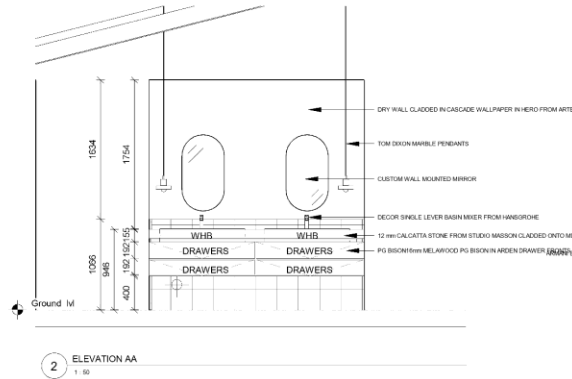 DRY WALL CLADDED IN CASCADE WALLPAPER IN HERO FROM ARTE
TOM DIXON MARBLE PENDANTS
CUSTOM WALL MOUNTED MIRROR
DECOR SINGLE LEVER BASIN MIXER FROM HANSGROHE
12 mm CALCATTA STONE FROM STUDIO MASSON CLADDED ONTO
PG BISON16mm MELAWOOD PG BISON IN ARDEN DRAWER FRONTS
1634
1754
1066
946
155
192
192
400
WHB WHB
DRAWERS DRAWERS
DRAWERS DRAWERS
Ground lvl
2 ELEVATION AA
1 : 50